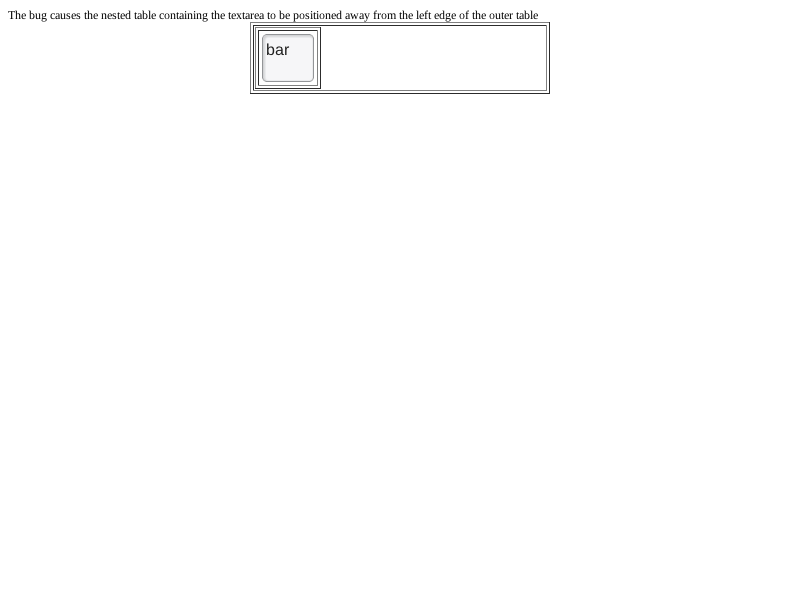 The bug causes the nested table containing the textarea to be positioned away from the left edge of the outer table
bar